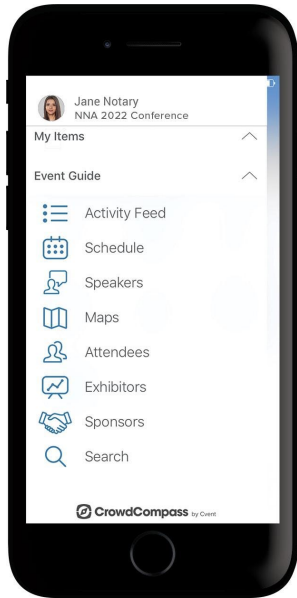 Jane Notary
NNA 2022 Conference
My Items
Event Guide
Activity Feed
Schedule
Speakers
Maps
Attendees
Exhibitors
Sponsors
Search
CrowdCompass by Cvent